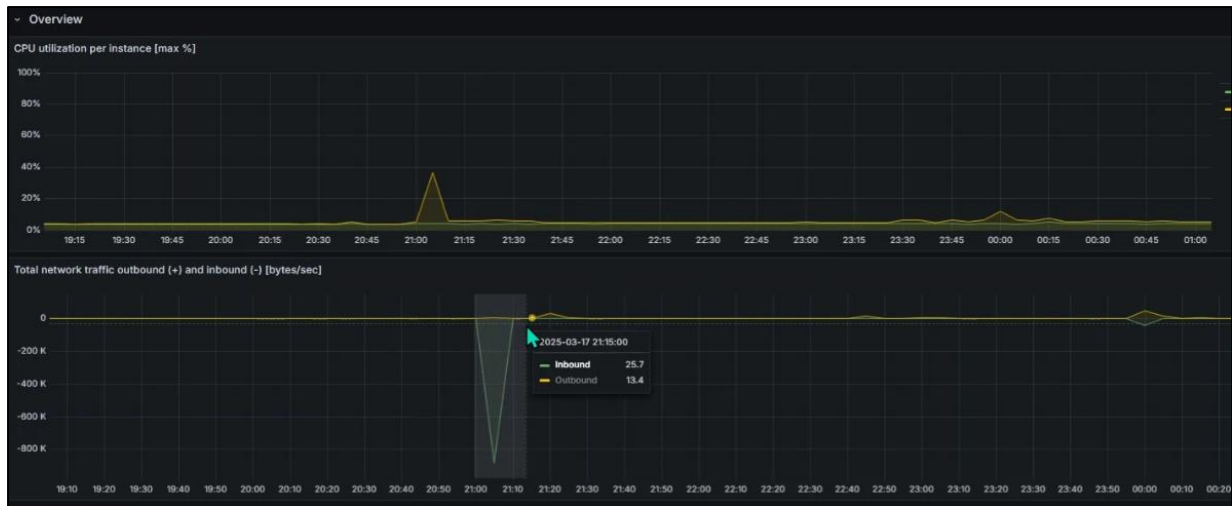 Overview
CPU utilization per instance [max %]
100%
80%
60%
40%
20%
0%
19:15 19:30 19:45 20:00 20:15 20:30 20:45 21:00 21:15 21:30 21:45 22:00 22:15 22:30 22:45 23:00 23:15 23:30 23:45 00:00 00:15 00:30 00:45 01:00
Total network traffic outbound (+) and inbound (-) [bytes/sec]
0
2025-03-17 21:15:00
-200 K
Inbound 25.7
Outbound 13.4
-400 K
-600 K
-800 K
19:10 19:20 19:30 19:40 19:50 20:00 20:10 20:20 20:30 20:40 20:50 21:00 21:10 21:20 21:30 21:40 21:50 22:00 22:10 22:20 22:30 22:40 22:50 23:00 23:10 23:20 23:30 23:40 23:50 00:00 00:10 00:20